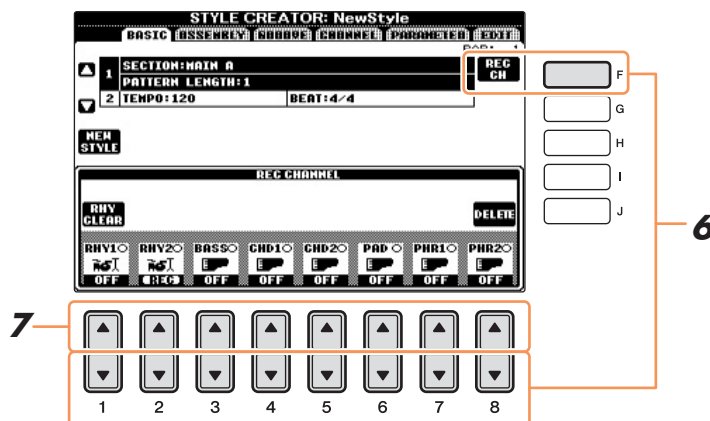 STYLE CREATOR: NewStyle
BASIC ASSEMBLY GROOVE CHANNEL PARAMETER EDIT
BAR: 1
1 SECTION:MAIN A
PATTERN LENGTH:1
REC CH
2 TEMPO:120 BEAT:4/4
NEW STYLE
REC CHANNEL
RHY CLEAR
DELETE
RHY1 RHY2 BASS CHD1 CHD2 PAD PHR1 PHR2
OFF REC OFF OFF OFF OFF OFF OFF
F
G
H
I
J
6
7
1 2 3 4 5 6 7 8